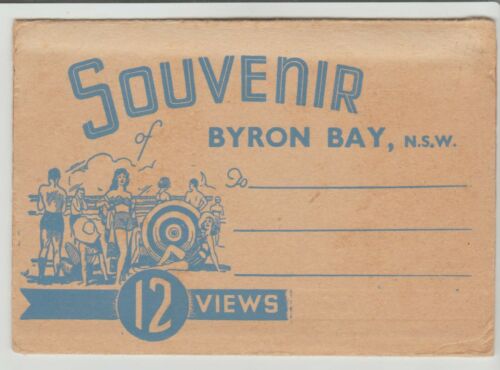 SOUVENIR
of
BYRON BAY, N.S.W.
To
12 VIEWS